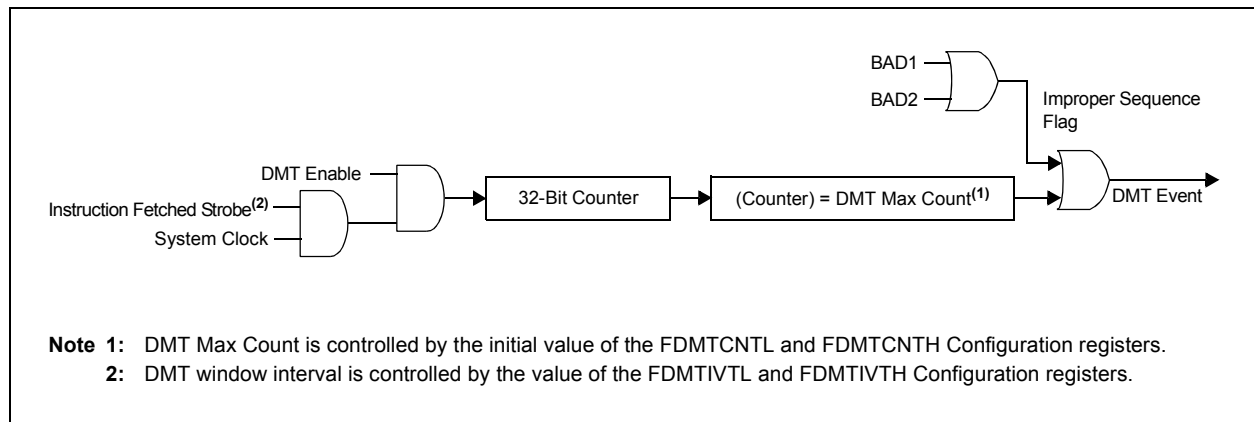 BAD1
BAD2
Improper Sequence
Flag
DMT Enable
Instruction Fetched Strobe(2)
System Clock
32-Bit Counter
(Counter) = DMT Max Count(1)
DMT Event
Note 1: DMT Max Count is controlled by the initial value of the FDMTCNTL and FDMTCNTH Configuration registers.
2: DMT window interval is controlled by the value of the FDMTIVTL and FDMTIVTH Configuration registers.